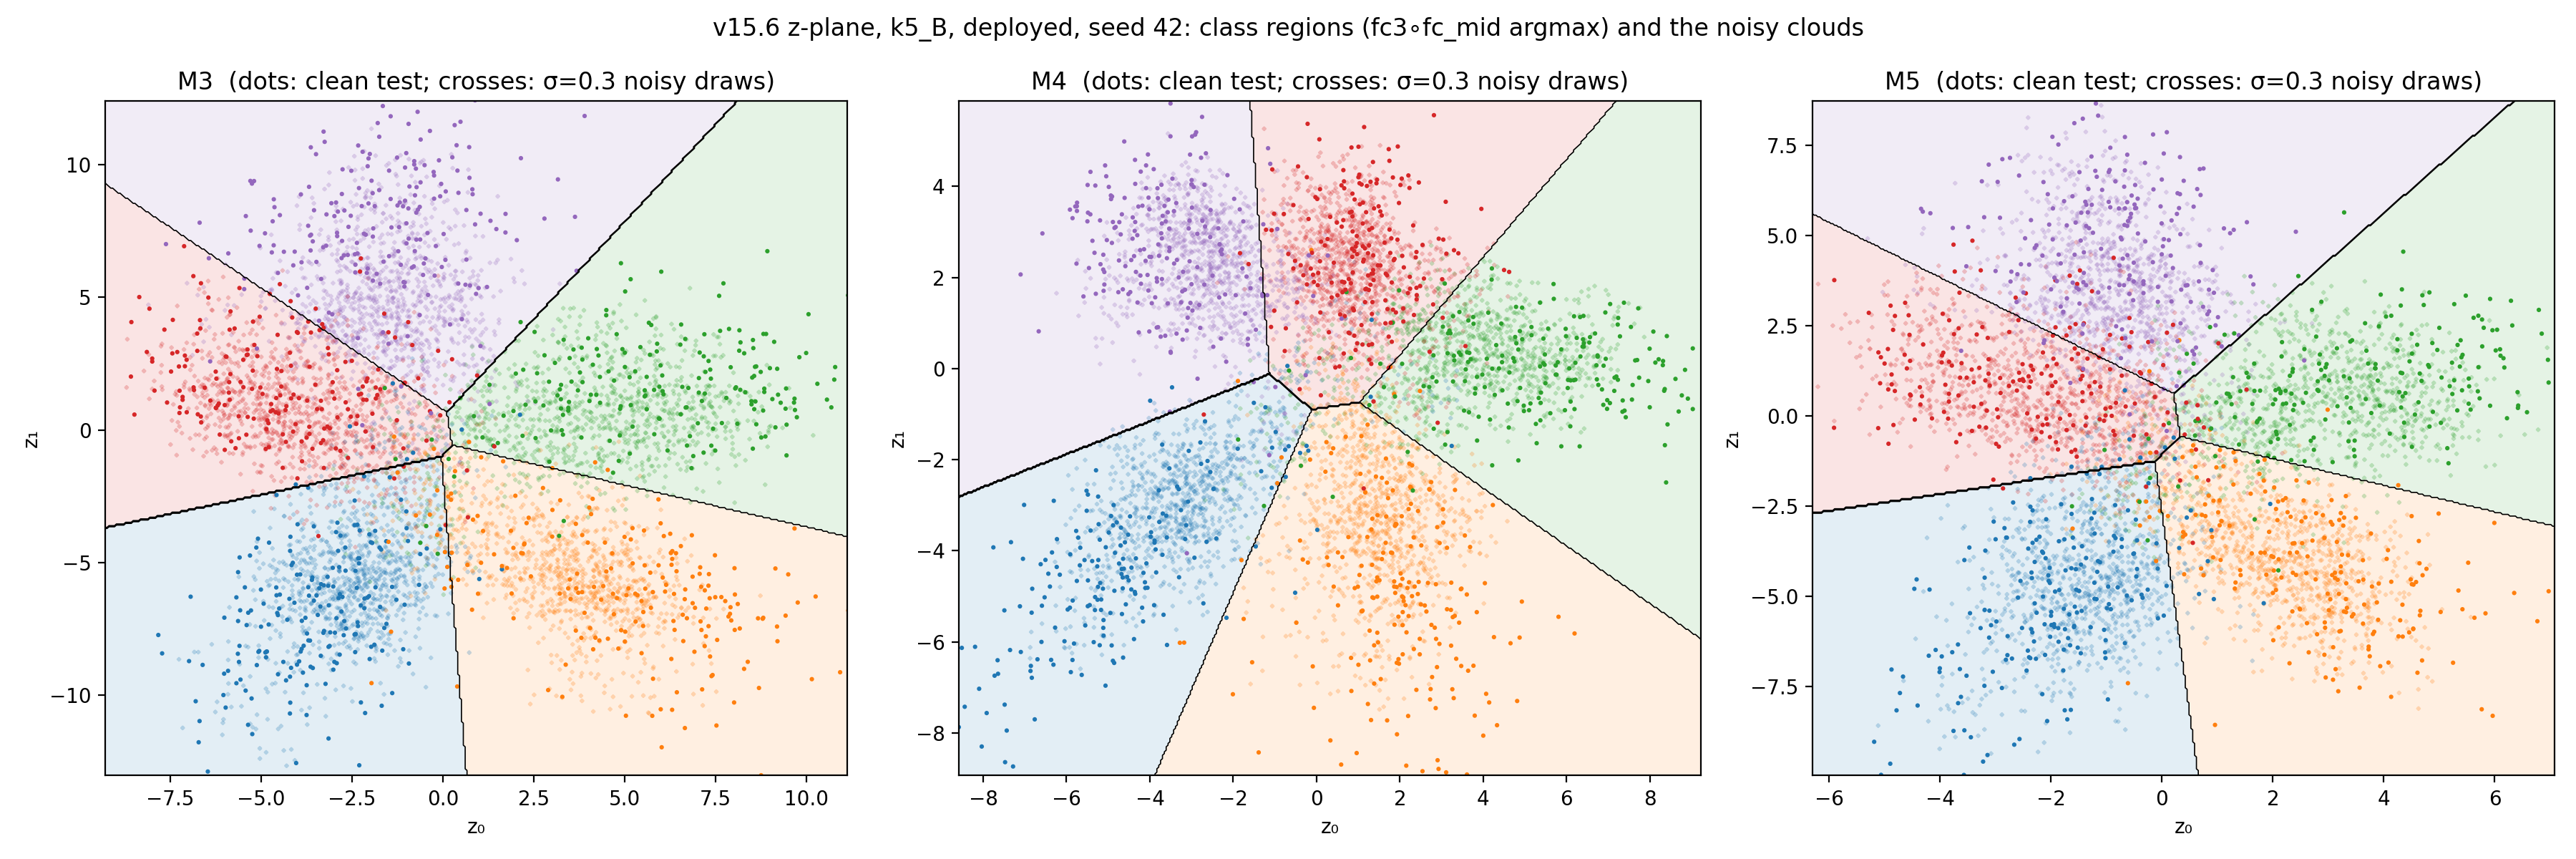 v15.6 z-plane, k5_B, deployed, seed 42: class regions (fc3∘fc_mid argmax) and the noisy clouds
M3  (dots: clean test; crosses: σ=0.3 noisy draws)
10
5
0
−5
−10
z₁
−7.5 −5.0 −2.5 0.0 2.5 5.0 7.5 10.0
z₀
M4  (dots: clean test; crosses: σ=0.3 noisy draws)
4
2
0
−2
−4
−6
−8
z₁
−8 −6 −4 −2 0 2 4 6 8
z₀
M5  (dots: clean test; crosses: σ=0.3 noisy draws)
7.5
5.0
2.5
0.0
−2.5
−5.0
−7.5
z₁
−6 −4 −2 0 2 4 6
z₀